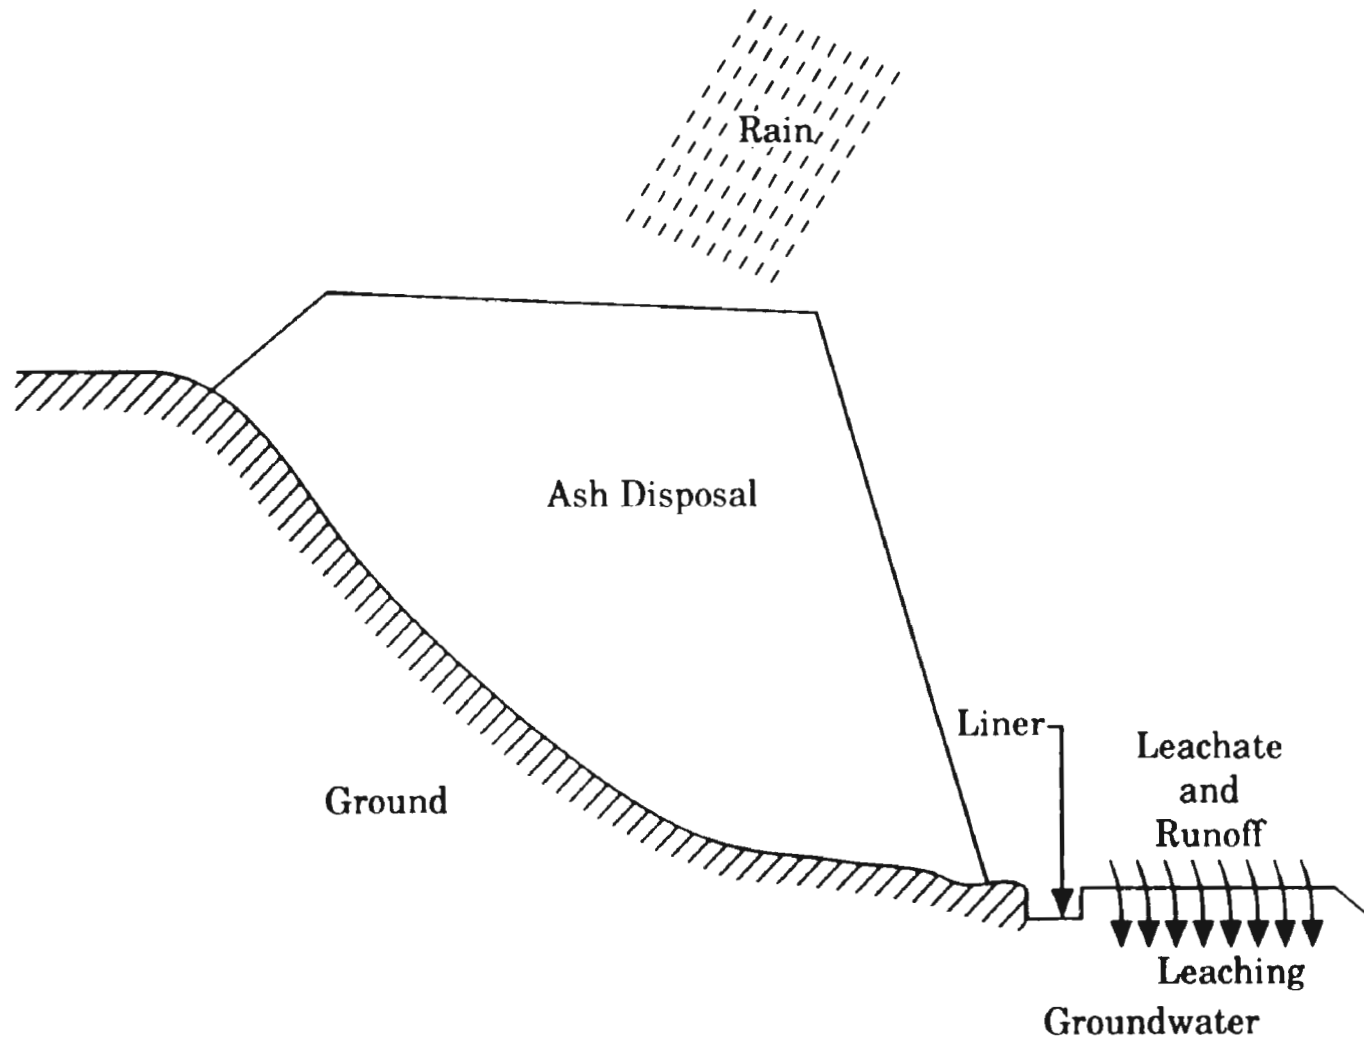 Rain
Ash Disposal
Liner
Leachate
and
Runoff
Ground
Leaching
Groundwater